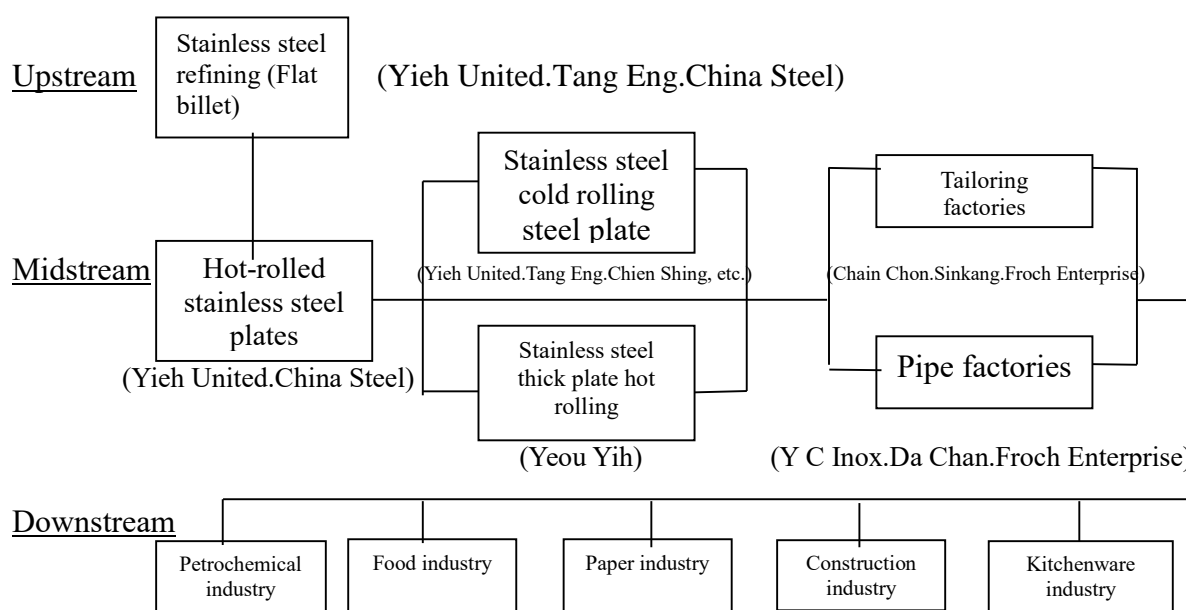 Upstream
Stainless steel
refining (Flat
billet)
(Yieh United.Tang Eng.China Steel)
Midstream
Hot-rolled
stainless steel
plates
(Yieh United.China Steel)
Stainless steel
cold rolling
steel plate
(Yieh United.Tang Eng.Chien Shing, etc.)
Stainless steel
thick plate hot
rolling
(Yeou Yih)
Tailoring
factories
(Chain Chon.Sinkang.Froch Enterprise)
Pipe factories
(Y C Inox.Da Chan.Froch Enterprise)
Downstream
Petrochemical
industry
Food industry
Paper industry
Construction
industry
Kitchenware
industry